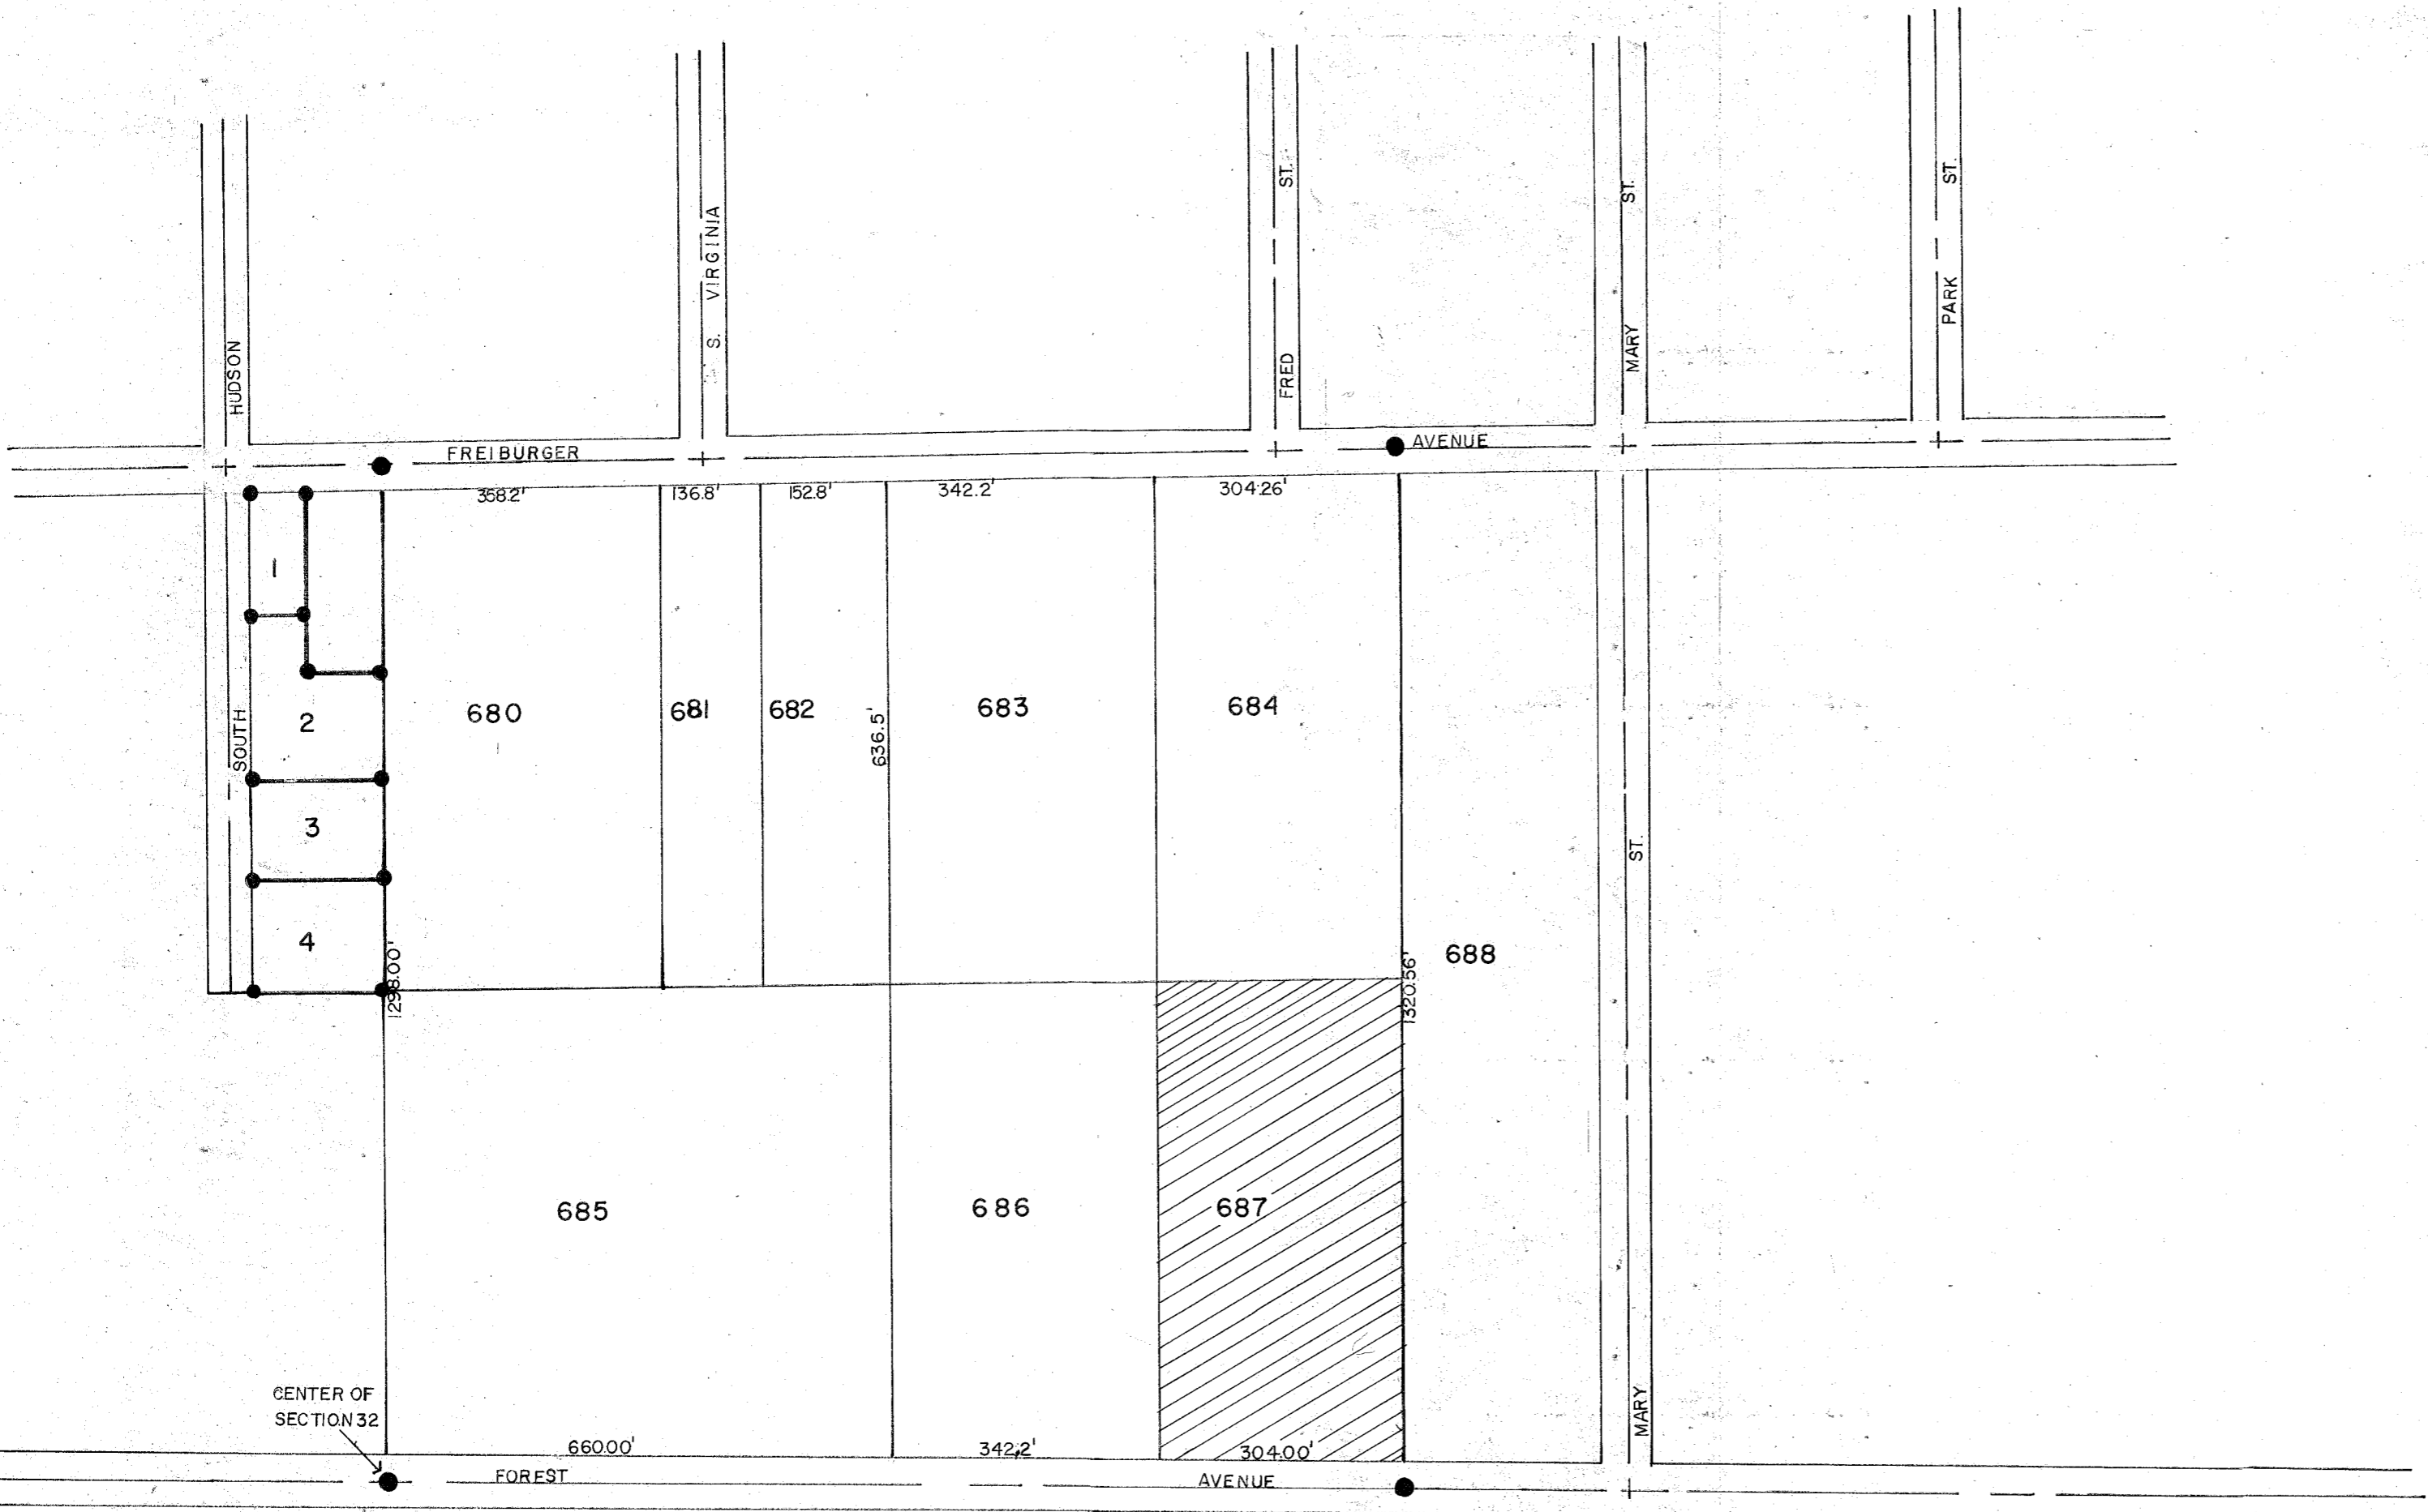 HUDSON
S. VIRGINIA
FRED ST.
MARY ST.
PARK ST.
FREIBURGER AVENUE
358.2'
136.8'
152.8'
342.2'
304.26'
1
2
3
4
SOUTH
680
681
682
636.5'
683
684
ST.
688
1298.00'
1320.56'
685
686
687
MARY
CENTER OF
SECTION 32
660.00'
342.2'
304.00'
FOREST AVENUE